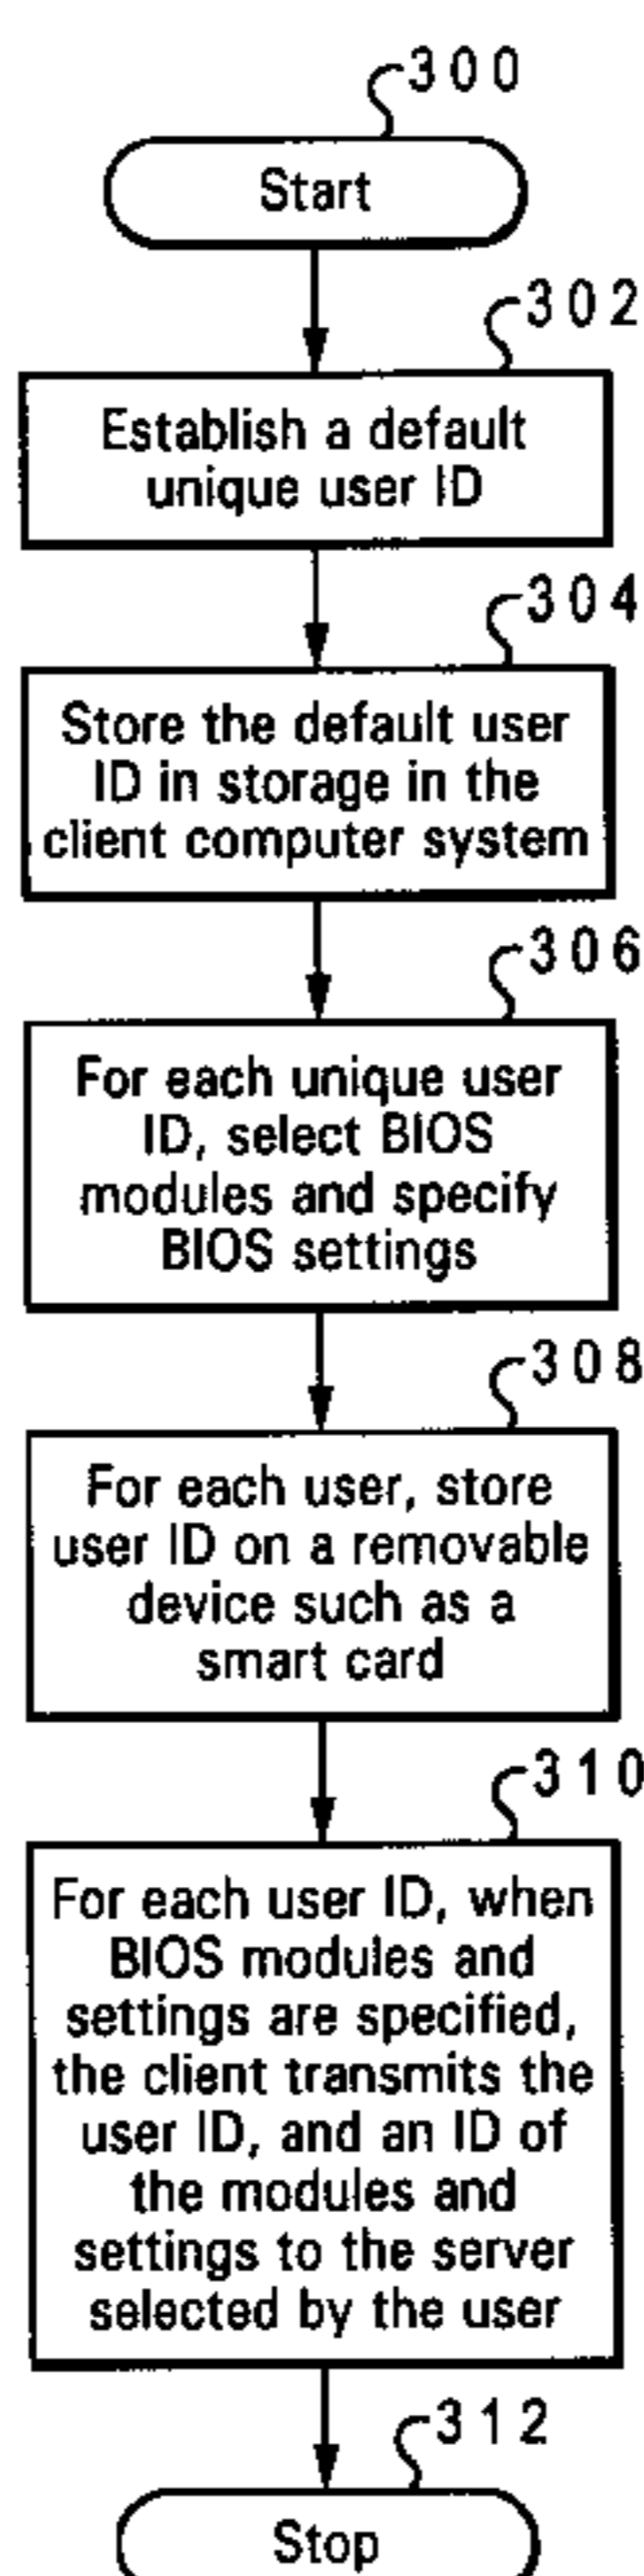 300
Start
302
Establish a default
unique user ID
304
Store the default user
ID in storage in the
client computer system
306
For each unique user
ID, select BIOS
modules and specify
BIOS settings
308
For each user, store
user ID on a removable
device such as a
smart card
310
For each user ID, when
BIOS modules and
settings are specified,
the client transmits the
user ID, and an ID of
the modules and
settings to the server
selected by the user
312
Stop